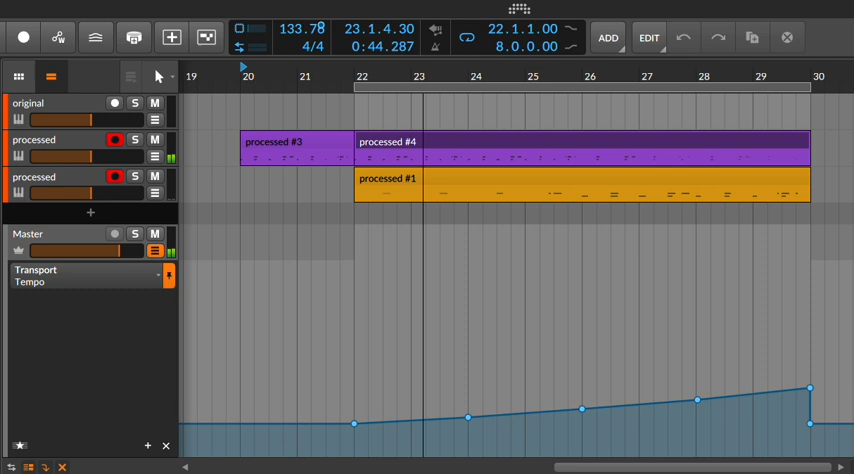 133.78
4/4
23.1.4.30
0:44.287
22.1.1.00
8.0.0.00
ADD
EDIT
19 20 21 22 23 24 25 26 27 28 29 30
original S M
processed S M
processed #3
processed #4
processed S M
processed #1
+
Master S M
Transport
Tempo